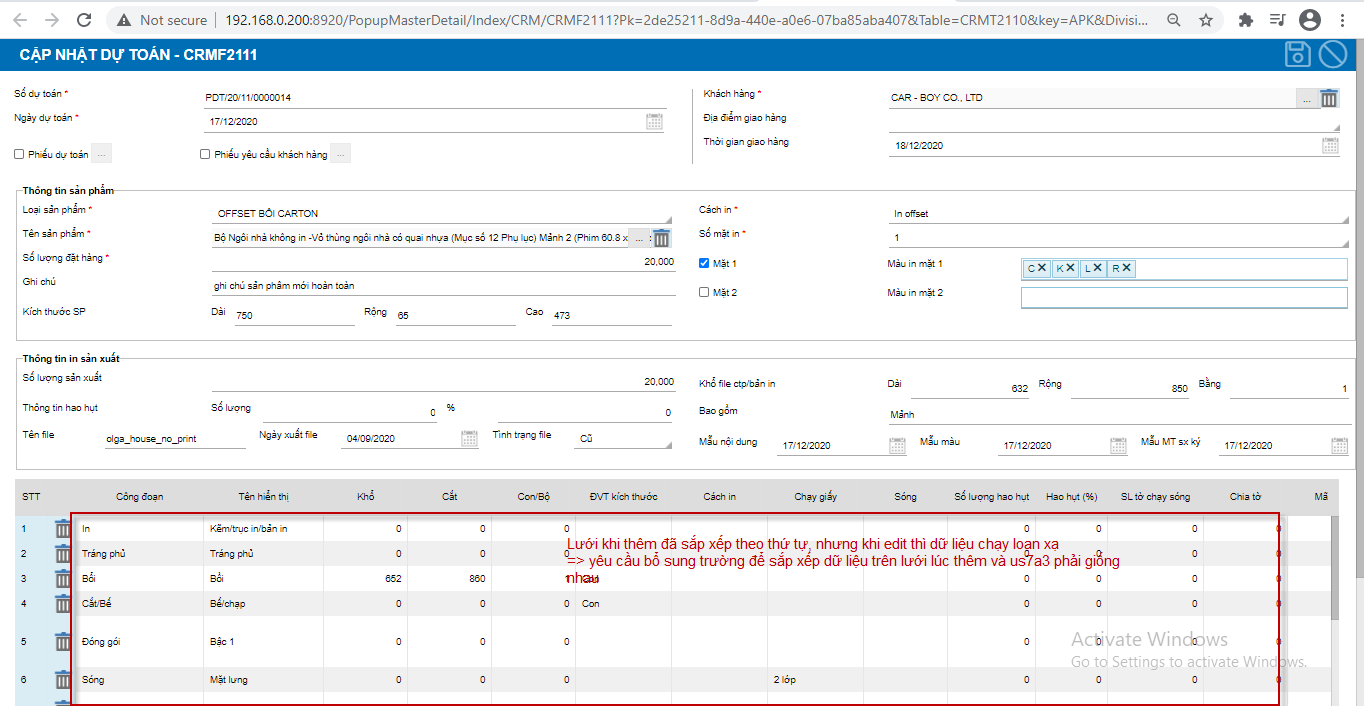 Not secure | 192.168.0.200:8920/PopupMasterDetail/Index/CRM/CRMF2111?Pk=2de25211-8d9a-440e-a0e6-07ba85aba407&Table=CRMT2110&key=APK&Divisi...
CẬP NHẬT DỰ TOÁN - CRMF2111
Số dự toán * PDT/20/11/0000014 Khách hàng * CAR - BOY CO., LTD ...
Ngày dự toán * 17/12/2020 Địa điểm giao hàng
Thời gian giao hàng 18/12/2020
Phiếu dự toán ... Phiếu yêu cầu khách hàng ...
Thông tin sản phẩm
Loại sản phẩm * OFFSET BỒI CARTON Cách in * In offset
Tên sản phẩm * Bộ Ngôi nhà không in -Vỏ thùng ngôi nhà có quai nhựa (Mục số 12 Phụ lục) Mảnh 2 (Phim 60.8 x ... Số mặt in * 1
Số lượng đặt hàng * 20,000 Mặt 1 Màu in mặt 1 C K L R
Ghi chú ghi chú sản phẩm mới hoàn toàn Mặt 2 Màu in mặt 2
Kích thước SP Dài 750 Rộng 65 Cao 473
Thông tin in sản xuất
Số lượng sản xuất 20,000 Khổ file ctp/bản in Dài 632 Rộng 850 Bằng 1
Thông tin hao hụt Số lượng 0 % 0 Bao gồm Mảnh
Tên file olga_house_no_print Ngày xuất file 04/09/2020 Tình trạng file Cũ Mẫu nội dung 17/12/2020 Mẫu màu 17/12/2020 Mẫu MT sx ký 17/12/2020
STT Công đoạn Tên hiển thị Khổ Cắt Con/Bộ ĐVT kích thước Cách in Chạy giấy Sóng Số lượng hao hụt Hao hụt (%) SL tờ chạy sóng Chia tờ Mã
1 In Kẽm/trục in/bản in 0 0 0 0 0 0 0
Lưới khi thêm đã sắp xếp theo thứ tự, nhưng khi edit thì dữ liệu chạy loạn xạ
2 Tráng phủ Tráng phủ 0 0 0 0 0 0 0
=> yêu cầu bổ sung trường để sắp xếp dữ liệu trên lưới lúc thêm và us7a3 phải giống
nhau
3 Bồi Bồi 652 860 1 Con 0 0 0 0
4 Cắt/Bế Bế/chạp 0 0 0 Con 0 0 0 0
5 Đóng gói Bậc 1 0 0 0 0 0 0 0
6 Sóng Mặt lưng 0 0 0 2 lớp 0 0 0 0
Activate Windows
Go to Settings to activate Windows.